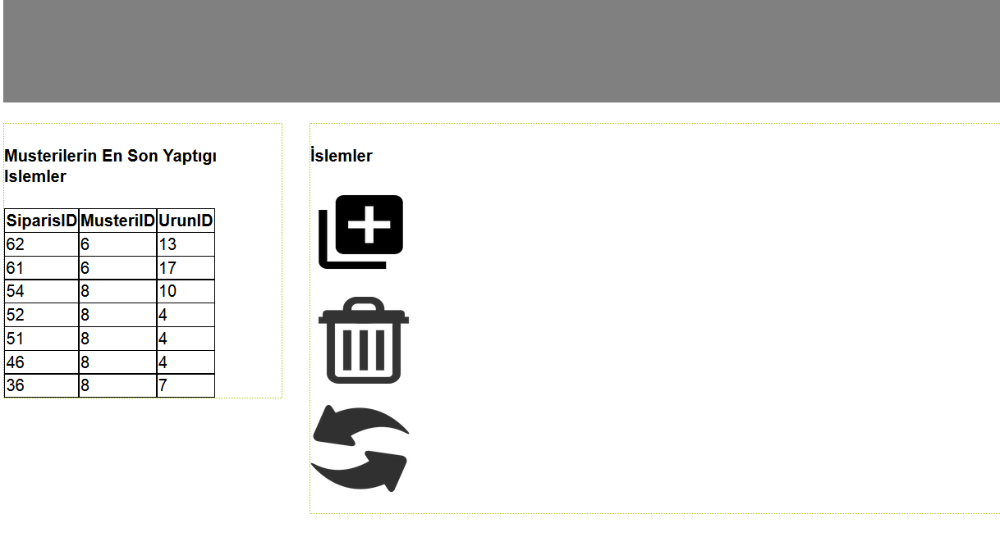 Musterilerin En Son Yaptıgı
Islemler
SiparisID MusteriID UrunID
62 6 13
61 6 17
54 8 10
52 8 4
51 8 4
46 8 4
36 8 7
İslemler